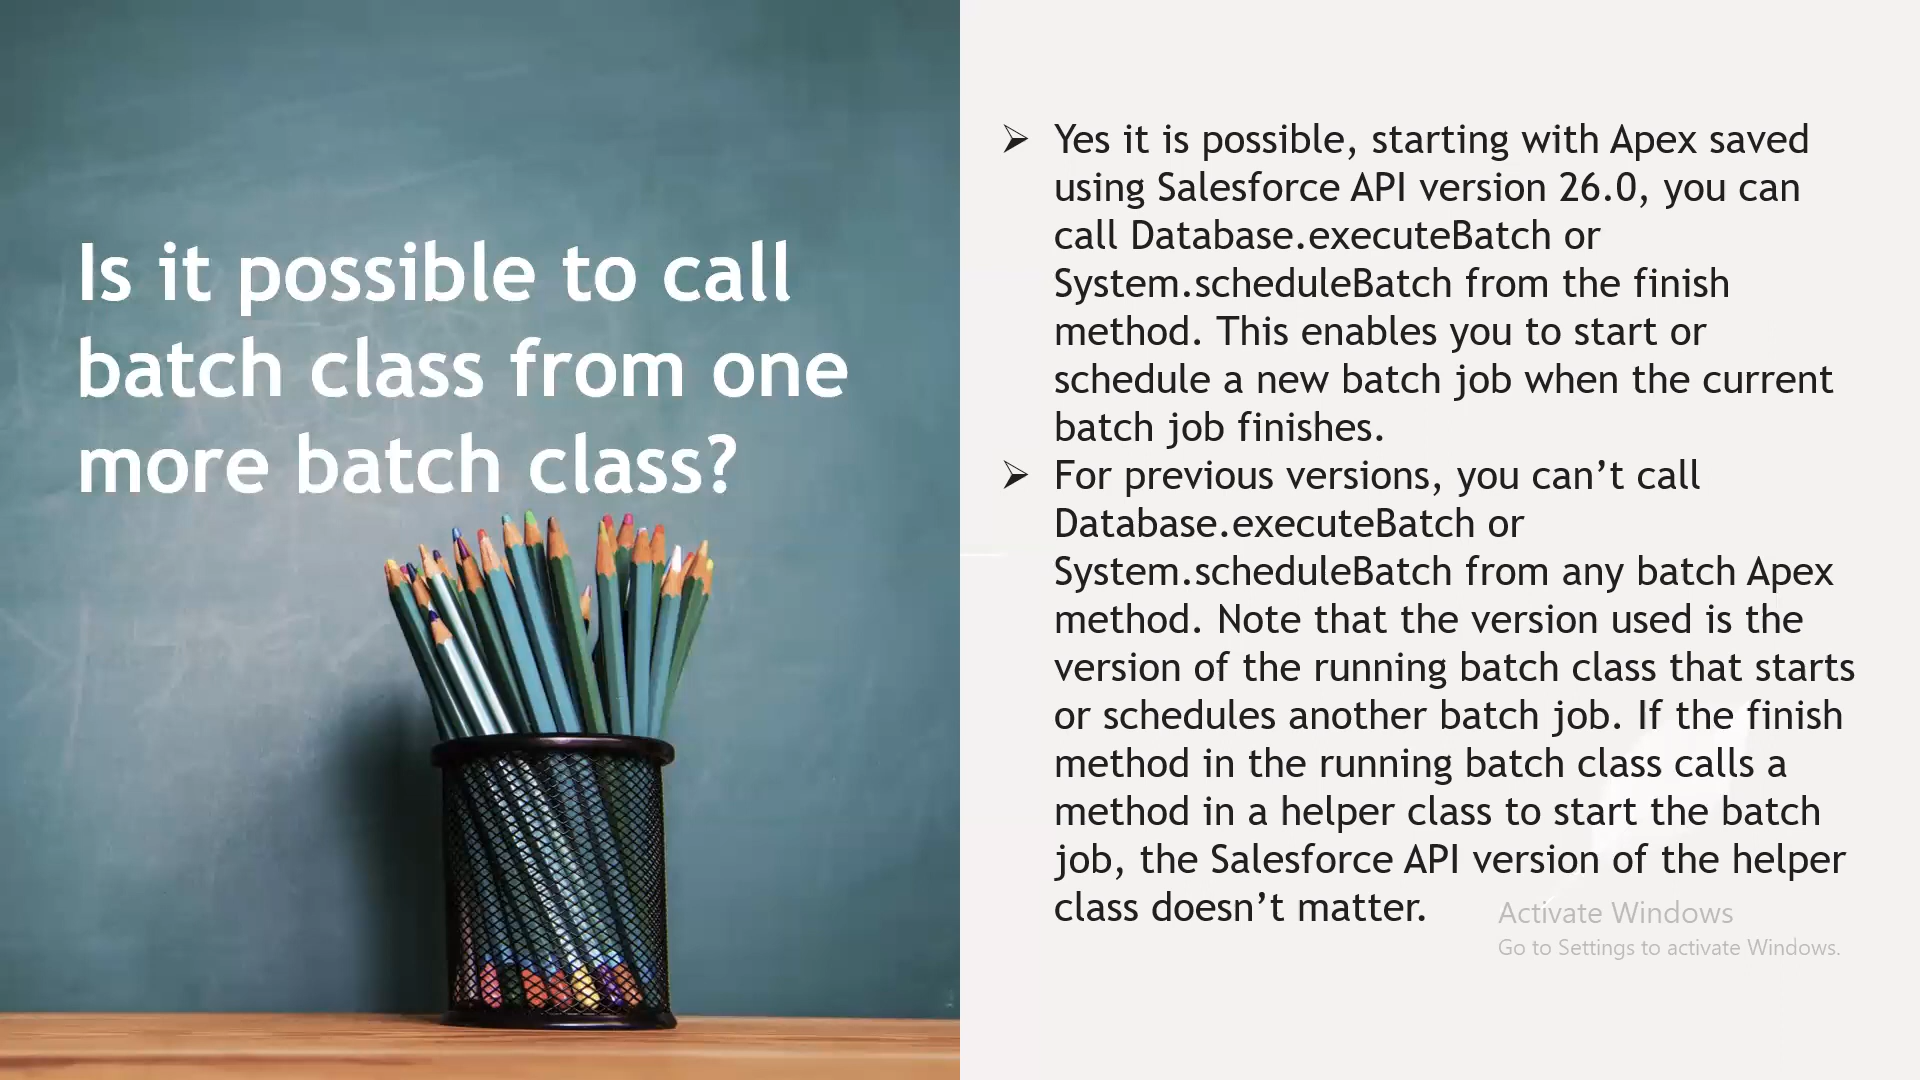 Is it possible to call
batch class from one
more batch class?
Yes it is possible, starting with Apex saved
using Salesforce API version 26.0, you can
call Database.executeBatch or
System.scheduleBatch from the finish
method. This enables you to start or
schedule a new batch job when the current
batch job finishes.
For previous versions, you can’t call
Database.executeBatch or
System.scheduleBatch from any batch Apex
method. Note that the version used is the
version of the running batch class that starts
or schedules another batch job. If the finish
method in the running batch class calls a
method in a helper class to start the batch
job, the Salesforce API version of the helper
class doesn’t matter.
Activate Windows
Go to Settings to activate Windows.